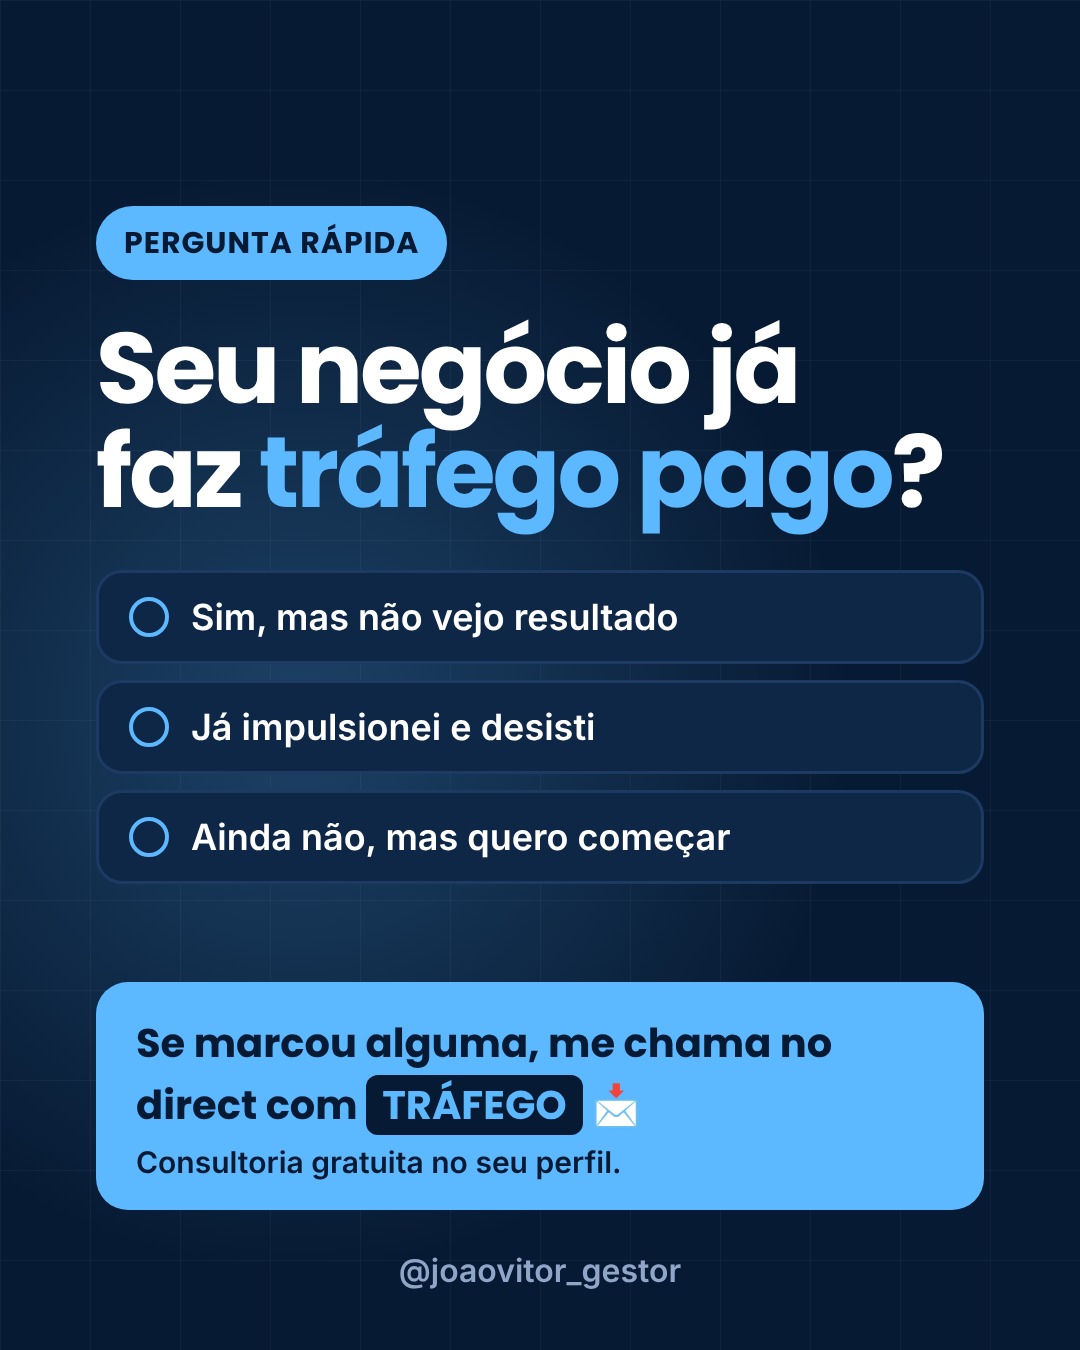 PERGUNTA RÁPIDA
Seu negócio já
faz tráfego pago?
Sim, mas não vejo resultado
Já impulsionei e desisti
Ainda não, mas quero começar
Se marcou alguma, me chama no
direct com TRÁFEGO 📩
Consultoria gratuita no seu perfil.
@joaovitor_gestor